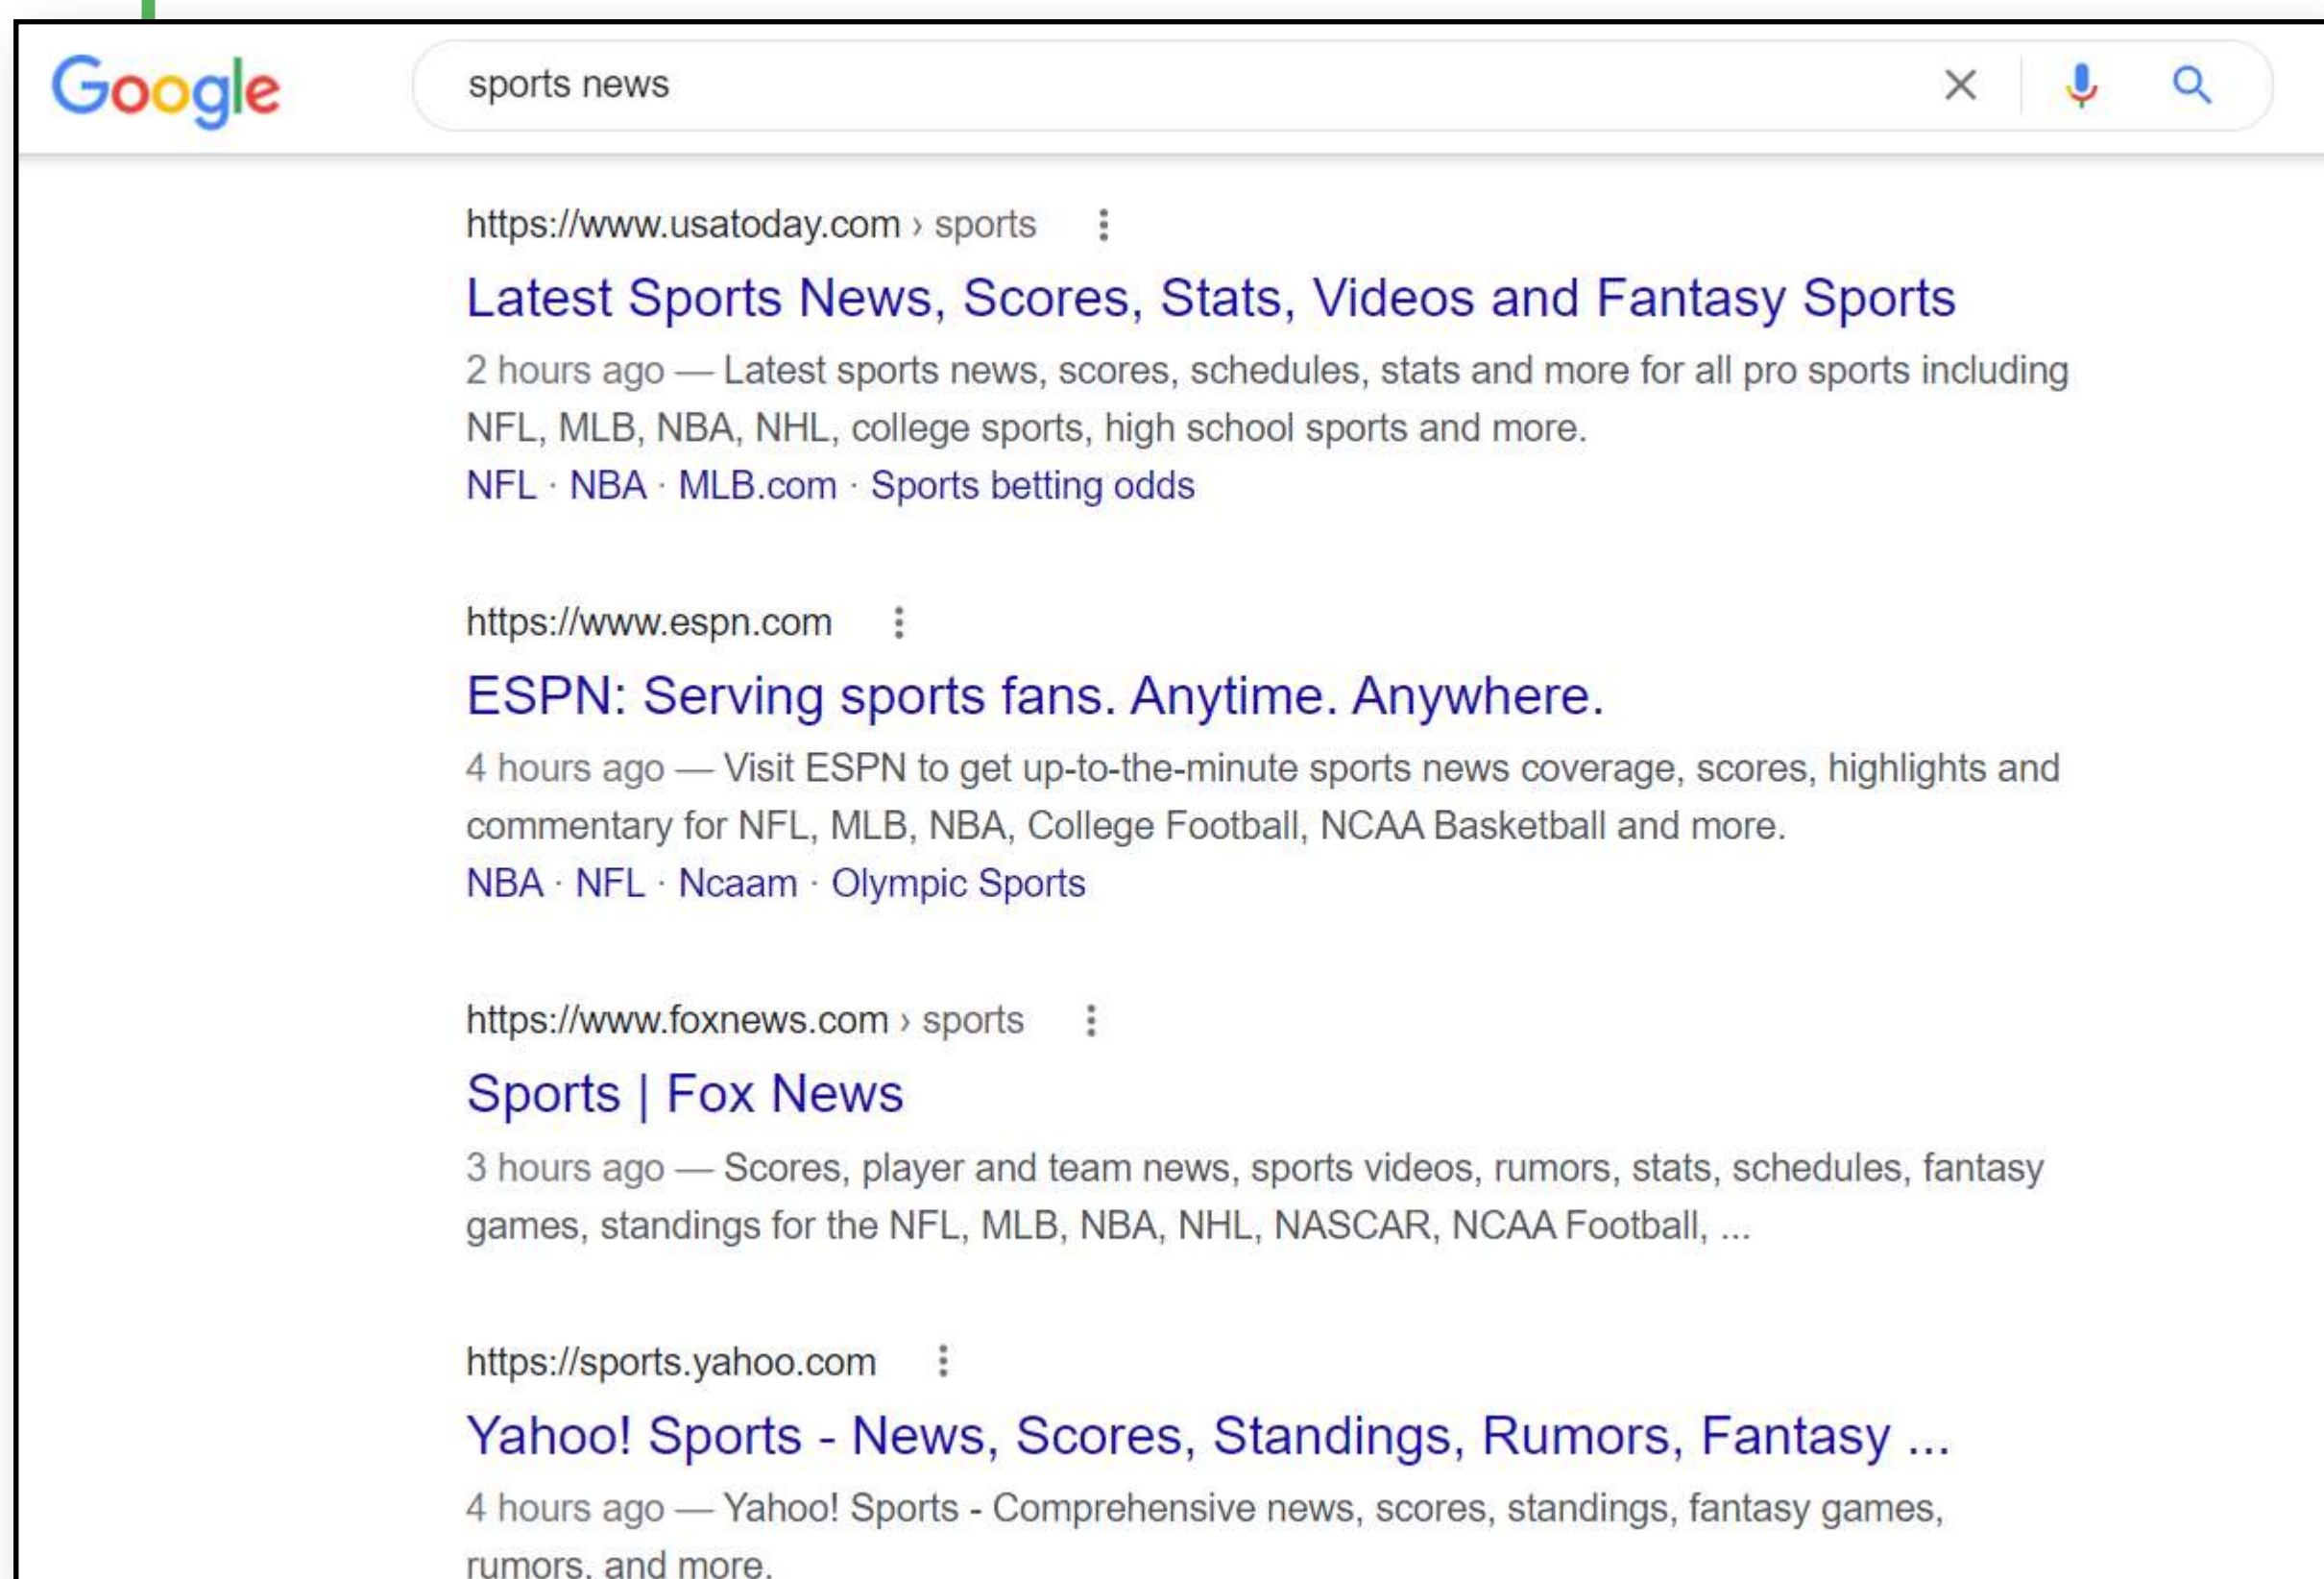 Google
sports news
https://www.usatoday.com › sports
Latest Sports News, Scores, Stats, Videos and Fantasy Sports
2 hours ago — Latest sports news, scores, schedules, stats and more for all pro sports including
NFL, MLB, NBA, NHL, college sports, high school sports and more.
NFL · NBA · MLB.com · Sports betting odds
https://www.espn.com
ESPN: Serving sports fans. Anytime. Anywhere.
4 hours ago — Visit ESPN to get up-to-the-minute sports news coverage, scores, highlights and
commentary for NFL, MLB, NBA, College Football, NCAA Basketball and more.
NBA · NFL · Ncaam · Olympic Sports
https://www.foxnews.com › sports
Sports | Fox News
3 hours ago — Scores, player and team news, sports videos, rumors, stats, schedules, fantasy
games, standings for the NFL, MLB, NBA, NHL, NASCAR, NCAA Football, ...
https://sports.yahoo.com
Yahoo! Sports - News, Scores, Standings, Rumors, Fantasy ...
4 hours ago — Yahoo! Sports - Comprehensive news, scores, standings, fantasy games,
rumors, and more.